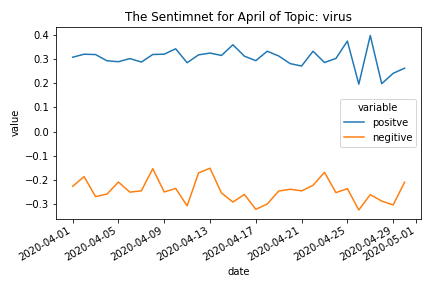 The Sentimnet for April of Topic: virus
value
0.4
0.3
0.2
0.1
0.0
−0.1
−0.2
−0.3
variable
positve
negitive
2020-04-01
2020-04-05
2020-04-09
2020-04-13
2020-04-17
2020-04-21
2020-04-25
2020-04-29
2020-05-01
date